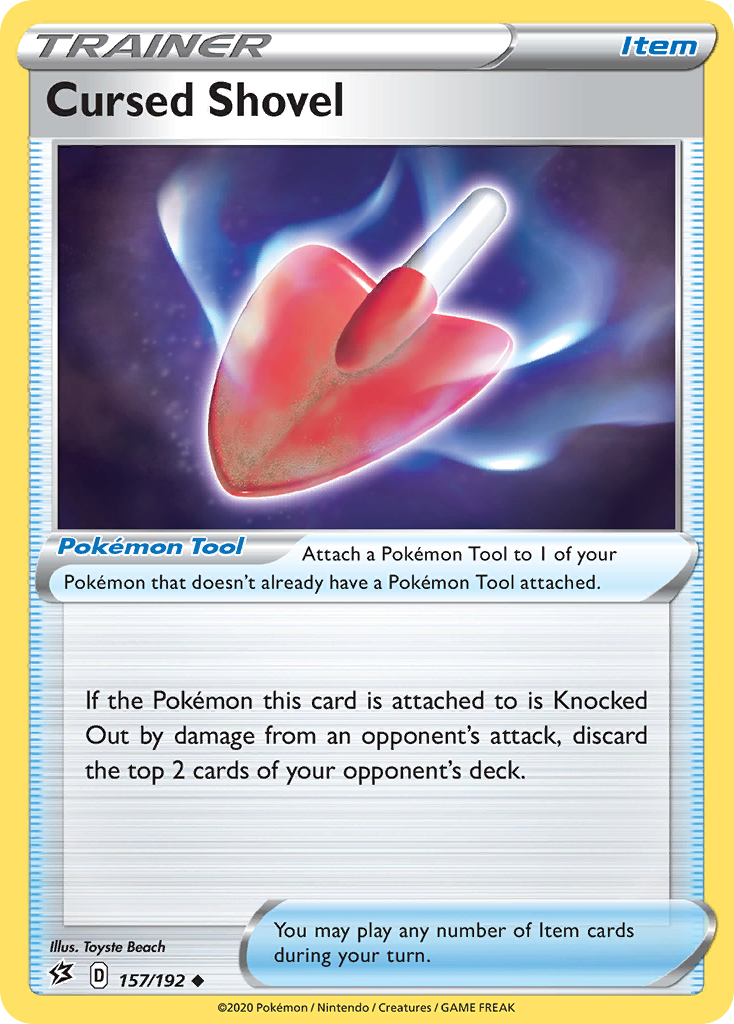 TRAINER
Item
Cursed Shovel
Pokémon Tool
Attach a Pokémon Tool to 1 of your
Pokémon that doesn't already have a Pokémon Tool attached.
If the Pokémon this card is attached to is Knocked
Out by damage from an opponent's attack, discard
the top 2 cards of your opponent's deck.
Illus. Toyste Beach
You may play any number of Item cards
during your turn.
D
157/192
©2020 Pokémon / Nintendo / Creatures / GAME FREAK